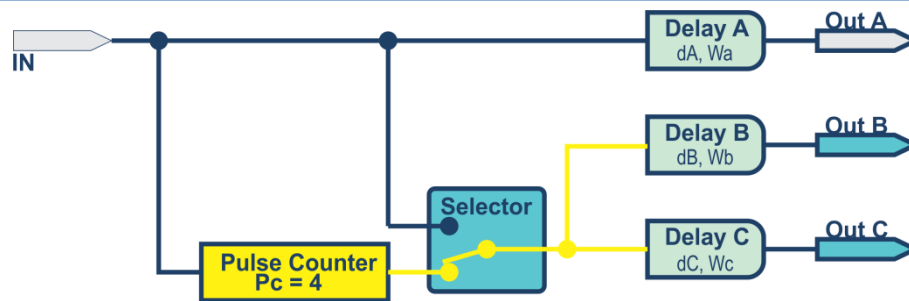 IN
Delay A
dA, Wa
Out A
Delay B
dB, Wb
Out B
Selector
Delay C
dC, Wc
Out C
Pulse Counter
Pc = 4